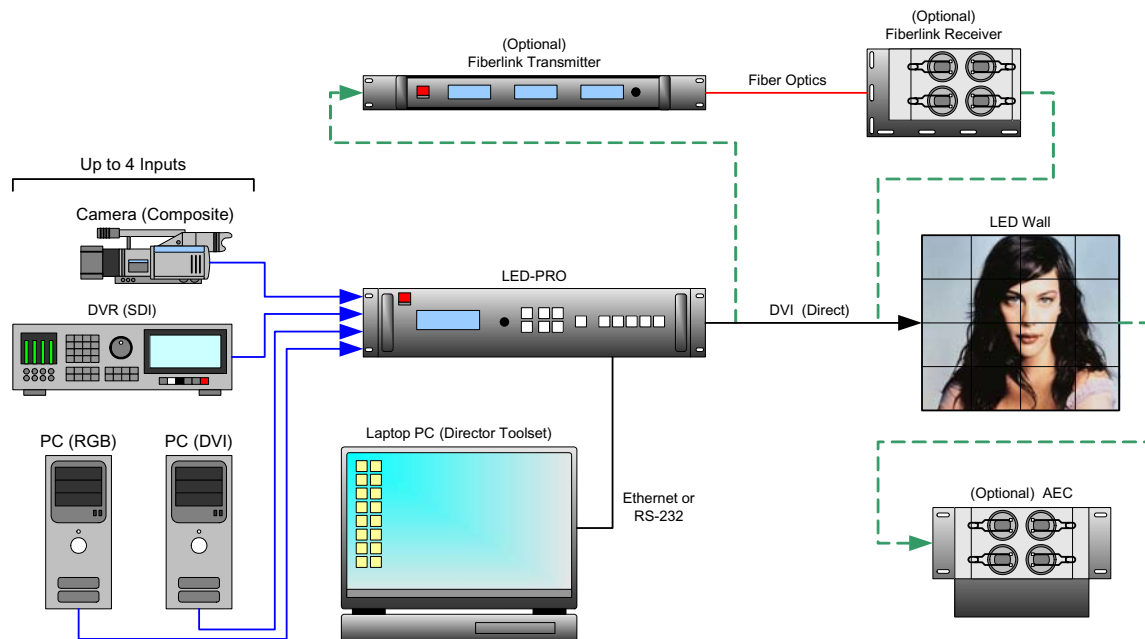 (Optional)
Fiberlink Transmitter
(Optional)
Fiberlink Receiver
Fiber Optics
Up to 4 Inputs
Camera (Composite)
LED-PRO
LED Wall
DVR (SDI)
DVI (Direct)
PC (RGB)
PC (DVI)
Laptop PC (Director Toolset)
Ethernet or
RS-232
(Optional) AEC